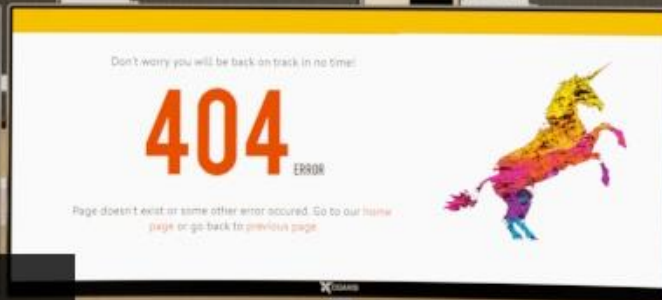 Don't worry you will be back on track in no time!
404
ERROR
Page doesn't exist or some other error occured. Go to our home
page or go back to previous page